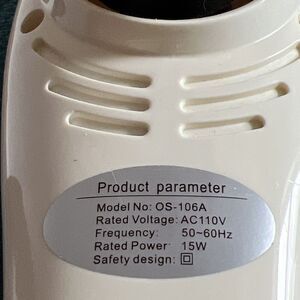 Product parameter
Model No: OS-106A
Rated Voltage: AC110V
Frequency: 50~60Hz
Rated Power: 15W
Safety design: